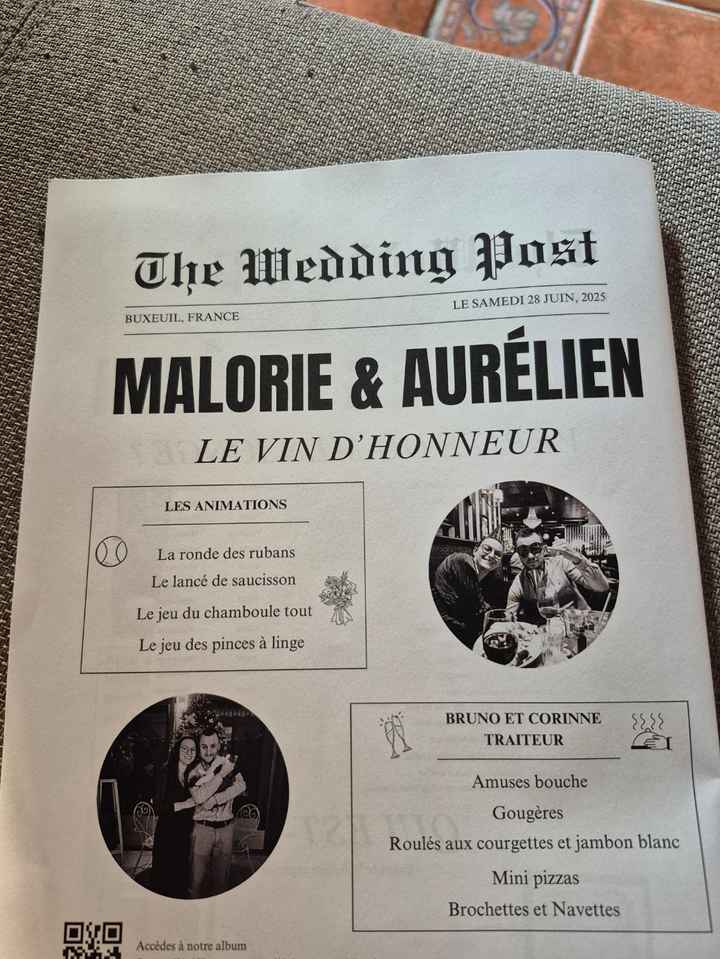 The Wedding Post
BUXEUIL, FRANCE
LE SAMEDI 28 JUIN, 2025
MALORIE & AURÉLIEN
LE VIN D'HONNEUR
LES ANIMATIONS
La ronde des rubans
Le lancé de saucisson
Le jeu du chamboule tout
Le jeu des pinces à linge
BRUNO ET CORINNE
TRAITEUR
Amuses bouche
Gougères
Roulés aux courgettes et jambon blanc
Mini pizzas
Brochettes et Navettes
Accèdes à notre album